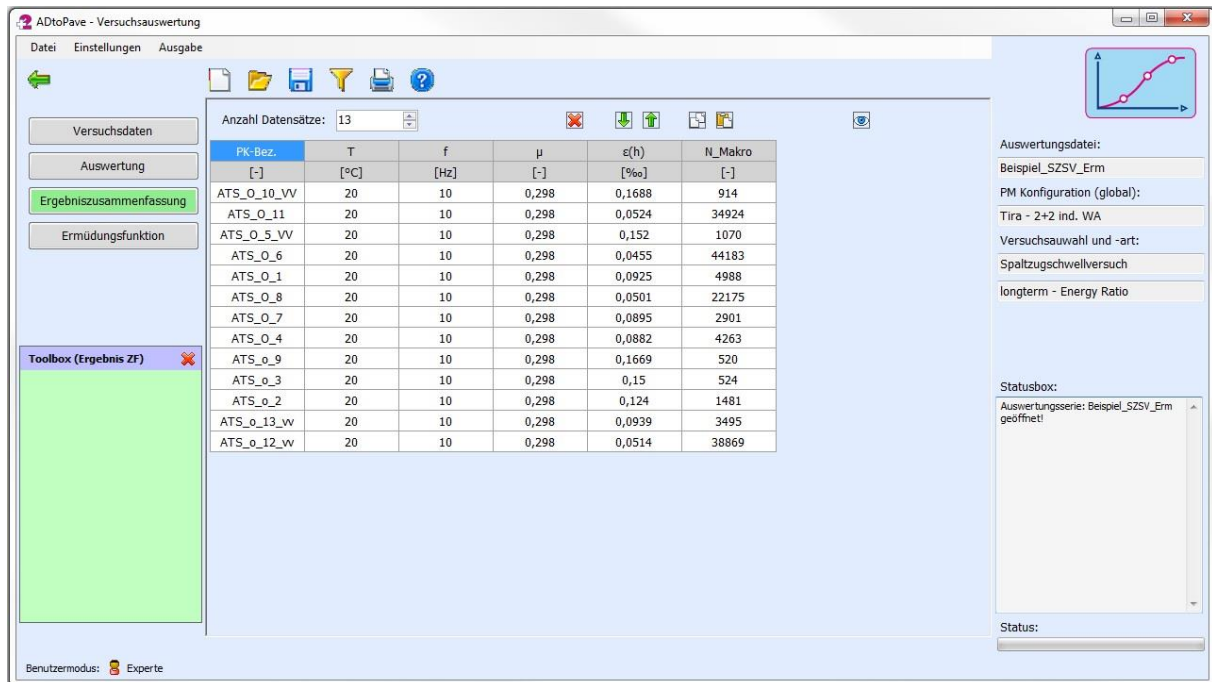 ADtoPave - Versuchsauswertung
Datei Einstellungen Ausgabe
Versuchsdaten
Auswertung
Ergebniszusammenfassung
Ermüdungsfunktion
Toolbox (Ergebnis ZF)
Anzahl Datensätze: 13
PK-Bez. T f μ ε(h) N_Makro
[-] [°C] [Hz] [-] [‰] [-]
ATS_O_10_VV 20 10 0,298 0,1688 914
ATS_O_11 20 10 0,298 0,0524 34924
ATS_O_5_VV 20 10 0,298 0,152 1070
ATS_O_6 20 10 0,298 0,0455 44183
ATS_O_1 20 10 0,298 0,0925 4988
ATS_O_8 20 10 0,298 0,0501 22175
ATS_O_7 20 10 0,298 0,0895 2901
ATS_O_4 20 10 0,298 0,0882 4263
ATS_o_9 20 10 0,298 0,1669 520
ATS_o_3 20 10 0,298 0,15 524
ATS_o_2 20 10 0,298 0,124 1481
ATS_o_13_vv 20 10 0,298 0,0939 3495
ATS_o_12_vv 20 10 0,298 0,0514 38869
Auswertungsdatei:
Beispiel_SZSV_Erm
PM Konfiguration (global):
Tira - 2+2 ind. WA
Versuchsauwahl und -art:
Spaltzugschwellversuch
longterm - Energy Ratio
Statusbox:
Auswertungsserie: Beispiel_SZSV_Erm
geöffnet!
Status:
Benutzermodus: Experte